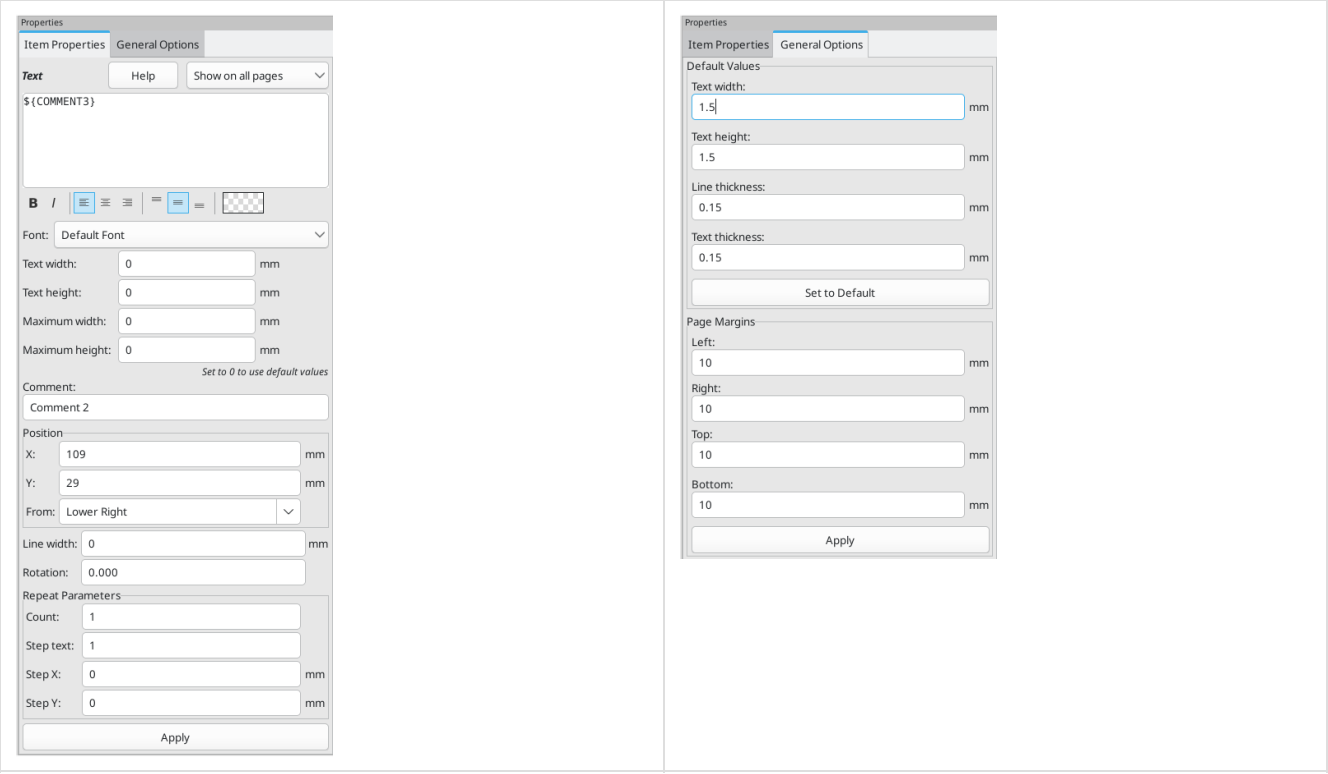 Properties
Item Properties General Options
Text Help Show on all pages
${COMMENT3}
B I
Font: Default Font
Text width: 0 mm
Text height: 0 mm
Maximum width: 0 mm
Maximum height: 0 mm
Set to 0 to use default values
Comment:
Comment 2
Position
X: 109 mm
Y: 29 mm
From: Lower Right
Line width: 0 mm
Rotation: 0.000
Repeat Parameters
Count: 1
Step text: 1
Step X: 0 mm
Step Y: 0 mm
Apply
Properties
Item Properties General Options
Default Values
Text width:
1.5 mm
Text height:
1.5 mm
Line thickness:
0.15 mm
Text thickness:
0.15 mm
Set to Default
Page Margins
Left:
10 mm
Right:
10 mm
Top:
10 mm
Bottom:
10 mm
Apply